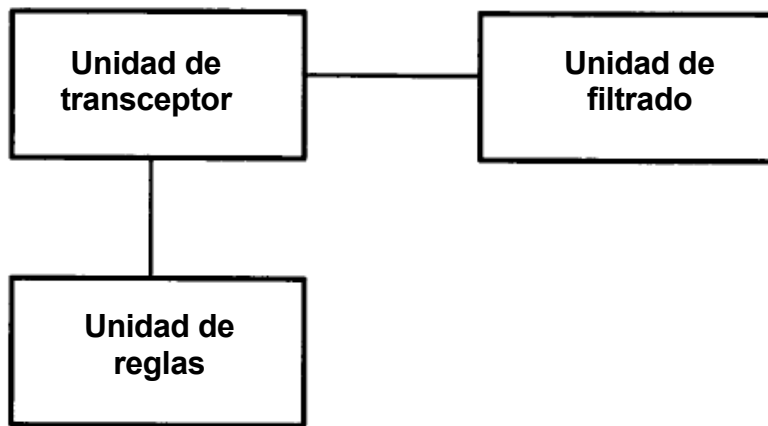 Unidad de
transceptor
Unidad de
filtrado
Unidad de
reglas